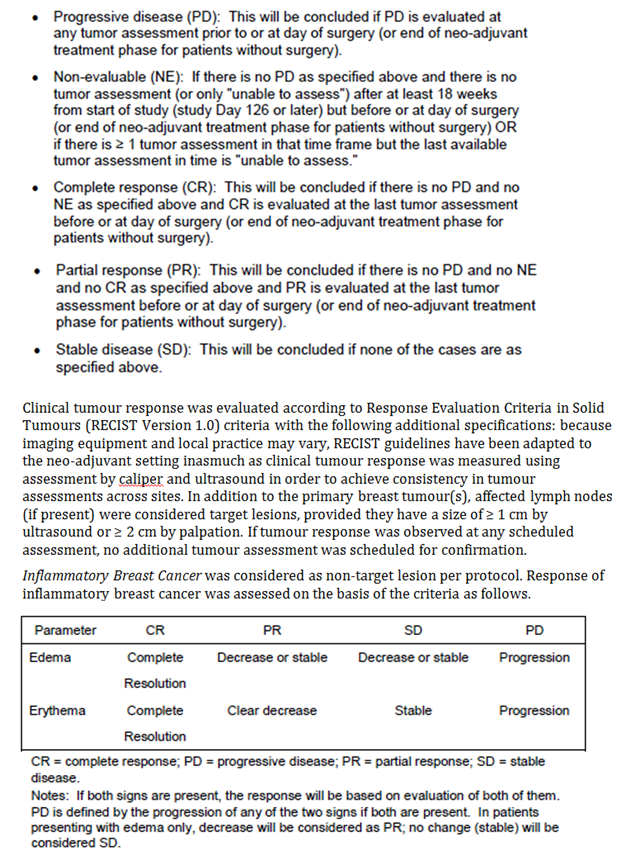 • Progressive disease (PD): This will be concluded if PD is evaluated at
any tumor assessment prior to or at day of surgery (or end of neo-adjuvant
treatment phase for patients without surgery).
• Non-evaluable (NE): If there is no PD as specified above and there is no
tumor assessment (or only "unable to assess") after at least 18 weeks
from start of study (study Day 126 or later) but before or at day of surgery
(or end of neo-adjuvant treatment phase for patients without surgery) OR
if there is ≥ 1 tumor assessment in that time frame but the last available
tumor assessment in time is "unable to assess."
• Complete response (CR): This will be concluded if there is no PD and no
NE as specified above and CR is evaluated at the last tumor assessment
before or at day of surgery (or end of neo-adjuvant treatment phase for
patients without surgery).
• Partial response (PR): This will be concluded if there is no PD and no NE
and no CR as specified above and PR is evaluated at the last tumor
assessment before or at day of surgery (or end of neo-adjuvant treatment
phase for patients without surgery).
• Stable disease (SD): This will be concluded if none of the cases are as
specified above.
Clinical tumour response was evaluated according to Response Evaluation Criteria in Solid
Tumours (RECIST Version 1.0) criteria with the following additional specifications: because
imaging equipment and local practice may vary, RECIST guidelines have been adapted to
the neo-adjuvant setting inasmuch as clinical tumour response was measured using
assessment by caliper and ultrasound in order to achieve consistency in tumour
assessments across sites. In addition to the primary breast tumour(s), affected lymph nodes
(if present) were considered target lesions, provided they have a size of ≥ 1 cm by
ultrasound or ≥ 2 cm by palpation. If tumour response was observed at any scheduled
assessment, no additional tumour assessment was scheduled for confirmation.
Inflammatory Breast Cancer was considered as non-target lesion per protocol. Response of
inflammatory breast cancer was assessed on the basis of the criteria as follows.
Parameter CR PR SD PD
Edema Complete Decrease or stable Decrease or stable Progression
Resolution
Erythema Complete Clear decrease Stable Progression
Resolution
CR = complete response; PD = progressive disease; PR = partial response; SD = stable
disease.
Notes: If both signs are present, the response will be based on evaluation of both of them.
PD is defined by the progression of any of the two signs if both are present. In patients
presenting with edema only, decrease will be considered as PR; no change (stable) will be
considered SD.